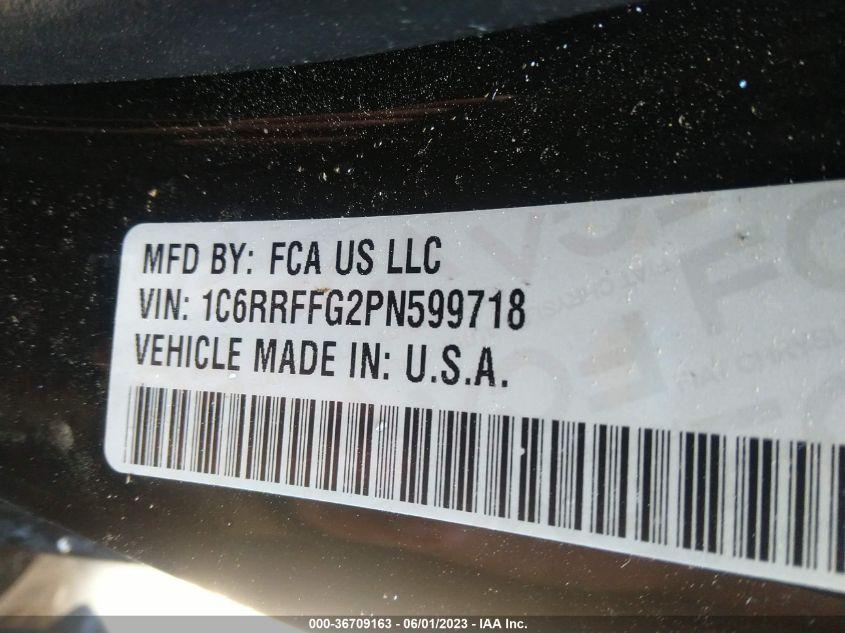 MFD BY: FCA US LLC
VIN: 1C6RRFFG2PN599718
VEHICLE MADE IN: U.S.A.
000-36709163 - 06/01/2023 - IAA Inc.